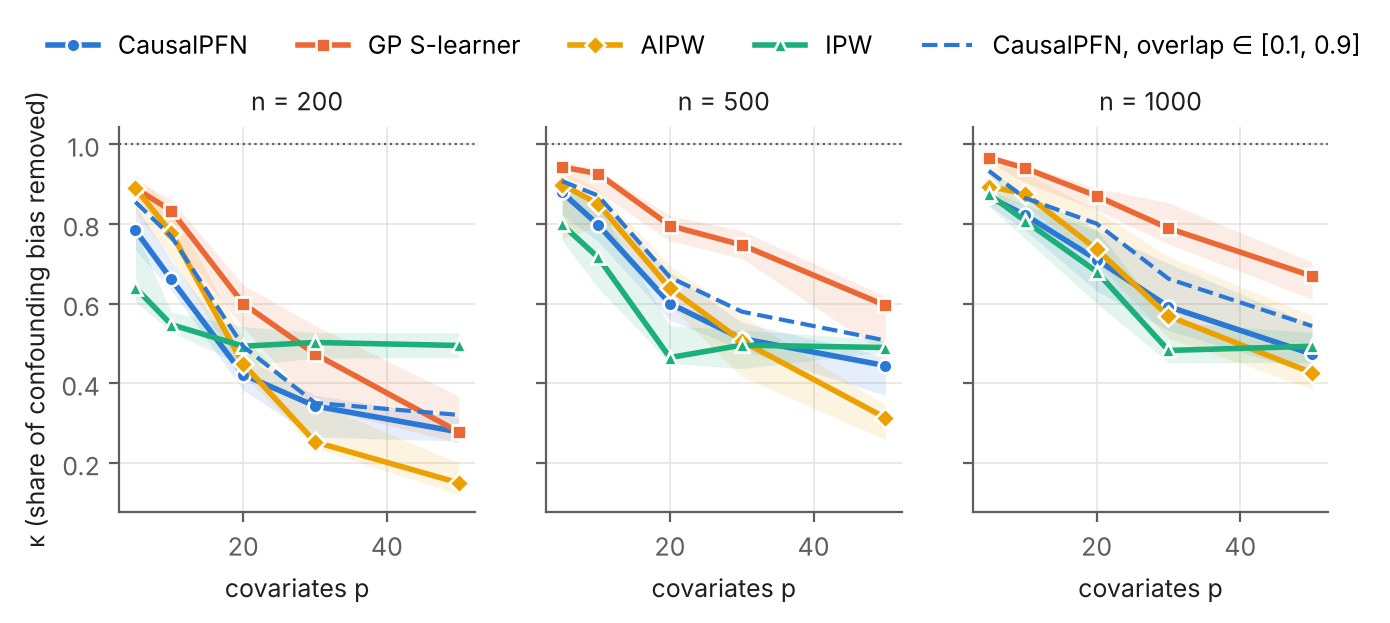 CausalPFN GP S-learner AIPW IPW CausalPFN, overlap ∈ [0.1, 0.9]
n = 200 n = 500 n = 1000
κ (share of confounding bias removed)
1.0
0.8
0.6
0.4
0.2
20 40 20 40 20 40
covariates p covariates p covariates p